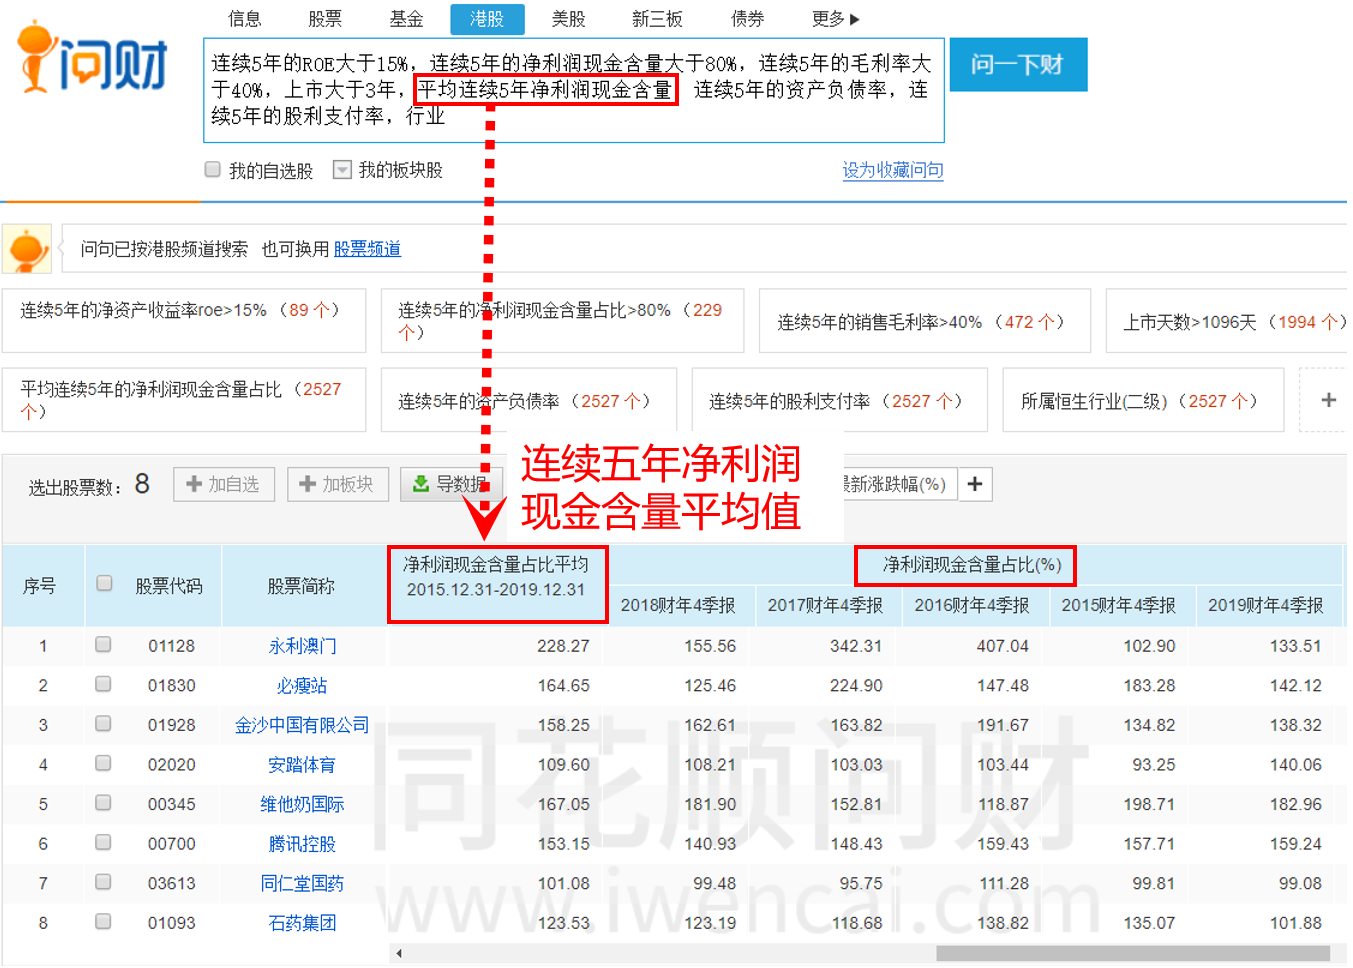 信息 股票 基金 港股 美股 新三板 债券 更多
问财
连续5年的ROE大于15%，连续5年的净利润现金含量大于80%，连续5年的毛利率大
于40%，上市大于3年，平均连续5年净利润现金含量 连续5年的资产负债率，连
续5年的股利支付率，行业
问一下财
我的自选股 我的板块股 设为收藏问句
问句已按港股频道搜索 也可换用 股票频道
连续5年的净资产收益率roe>15%（89 个）
连续5年的净利润现金含量占比>80%（229
个）
连续5年的销售毛利率>40%（472 个）
上市天数>1096天（1994 个）
平均连续5年的净利润现金含量占比（2527
个）
连续5年的资产负债率（2527 个）
连续5年的股利支付率（2527 个）
所属恒生行业(二级)（2527 个）
+
选出股票数：8 + 加自选 + 加板块 导数据 最新涨跌幅(%) +
连续五年净利润
现金含量平均值
序号 股票代码 股票简称 净利润现金含量占比平均 2015.12.31-2019.12.31 净利润现金含量占比(%)
2018财年4季报 2017财年4季报 2016财年4季报 2015财年4季报 2019财年4季报
1 01128 永利澳门 228.27 155.56 342.31 407.04 102.90 133.51
2 01830 必瘦站 164.65 125.46 224.90 147.48 183.28 142.12
3 01928 金沙中国有限公司 158.25 162.61 163.82 191.67 134.82 138.32
4 02020 安踏体育 109.60 108.21 103.03 103.44 93.25 140.06
5 00345 维他奶国际 167.05 181.90 152.81 118.87 198.71 182.96
6 00700 腾讯控股 153.15 140.93 148.43 159.43 157.71 159.24
7 03613 同仁堂国药 101.08 99.48 95.75 111.28 99.81 99.08
8 01093 石药集团 123.53 123.19 118.68 138.82 135.07 101.88
同花顺问财
www.iwencai.com